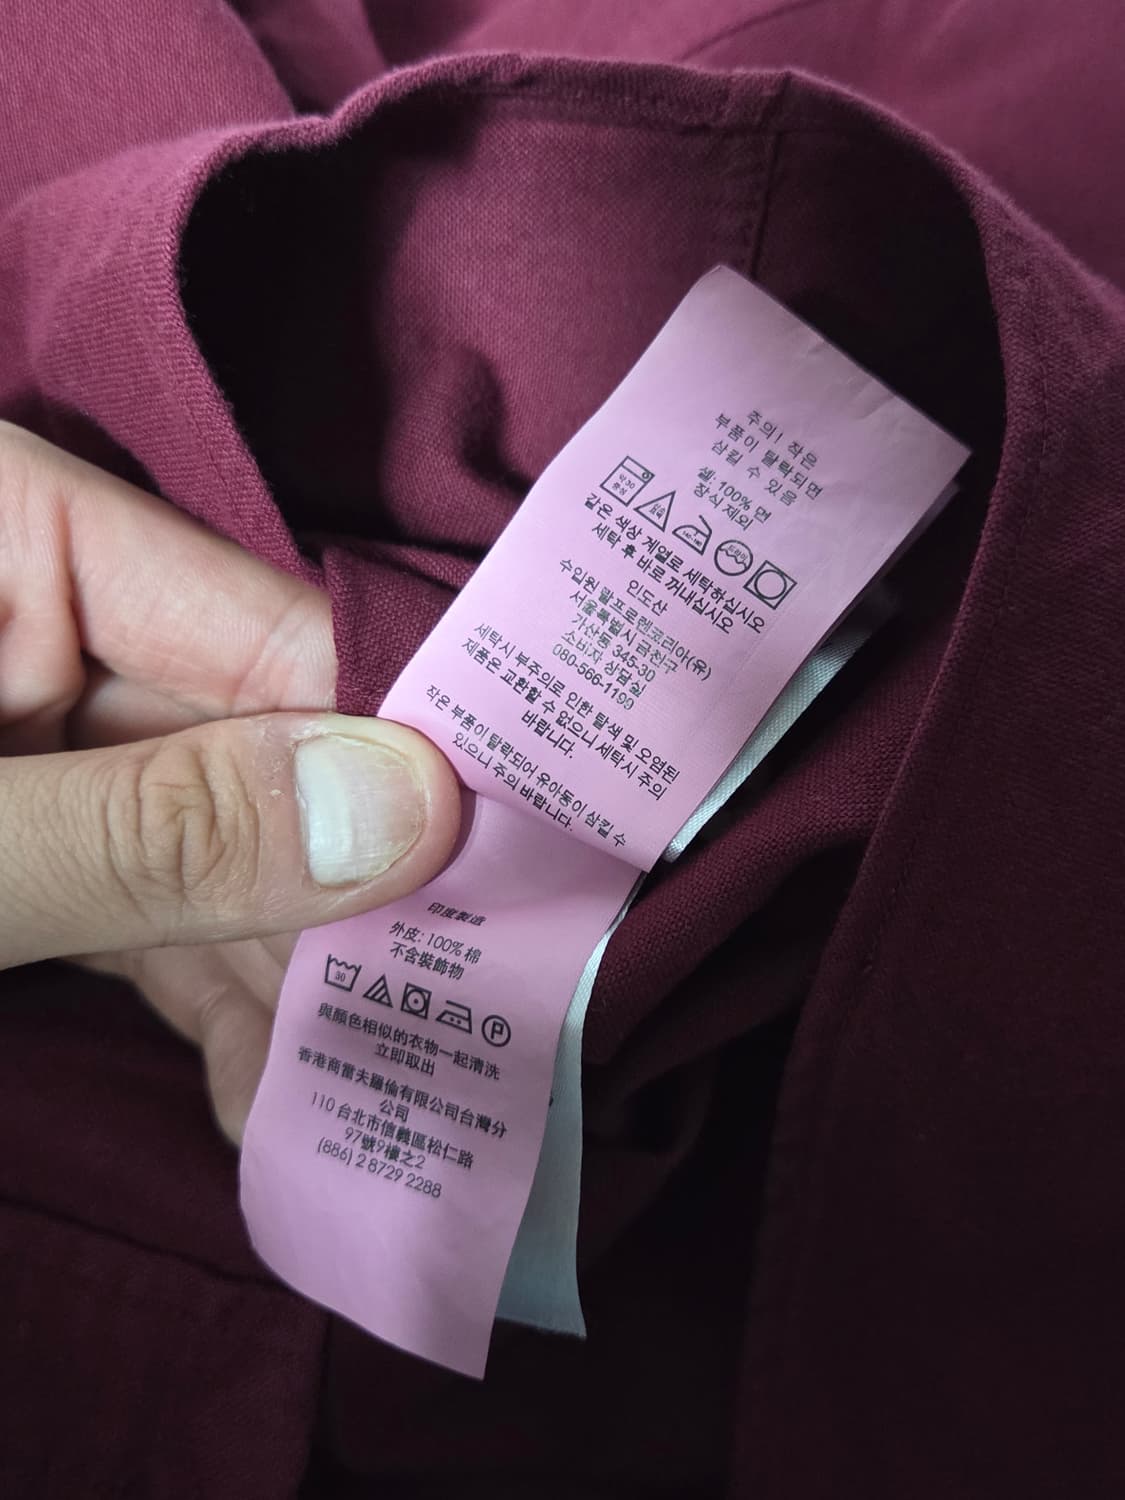 주의! 작은
부품이 탈락되면
삼킬 수 있음
셸: 100% 면
장식 제외
약 30
중성
같은 색상 계열로 세탁하십시오
세탁 후 바로 꺼내십시오
인도산
수입원 랄프로렌코리아(유)
서울특별시 금천구
가산동 345-30
소비자 상담실
080-566-1190
세탁시 부주의로 인한 탈색 및 오염된
제품은 교환할 수 없으니 세탁시 주의
바랍니다.
작은 부품이 탈락되어 유아동이 삼킬 수
있으니 주의 바랍니다.
印度製造
外皮: 100% 棉
不含裝飾物
30
P
與顏色相似的衣物一起清洗
立即取出
香港商雷夫羅倫有限公司台灣分
公司
110 台北市信義區松仁路
97號9樓之2
(886) 2 8729 2288